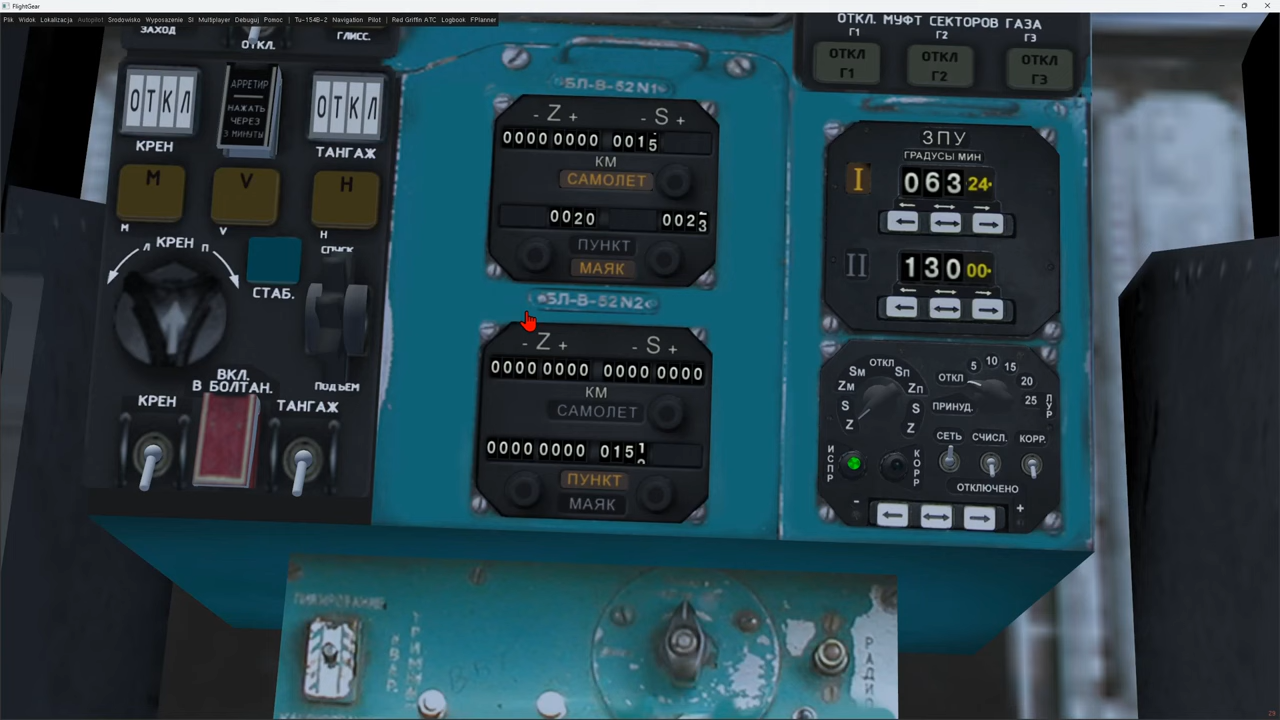 FlightGear
Plik Widok Lokalizacja Autopilot Środowisko Wyposażenie SI Multiplayer Debuguj Pomoc Tu-154B-2 Navigation Pilot Red Griffin ATC Logbook FPlanner
ЗАХОД
ОТКЛ.
ГЛИСС.
ОТКЛ
КРЕН
АРРЕТИР
НАЖАТЬ
ЧЕРЕЗ
3 МИНУТЫ
ОТКЛ
ТАНГАЖ
M V H
M V H
КРЕН
Л П
СПУСК
СТАБ.
ПОДЪЕМ
ВКЛ.
В БОЛТАН.
КРЕН
ТАНГАЖ
БЛ-В-52 N1
- Z + - S +
0000 0000 0015
КМ
САМОЛЕТ
0020 002
ПУНКТ
МАЯК
БЛ-В-52 N2
- Z + - S +
0000 0000 0000 0000
КМ
САМОЛЕТ
0000 0000 0151
ПУНКТ
МАЯК
ОТКЛ. МУФТ СЕКТОРОВ ГАЗА
Г1 Г2 Г3
ОТКЛ Г1
ОТКЛ Г2
ОТКЛ Г3
ЗПУ
ГРАДУСЫ МИН
I 063 24
II 130 00
ОТКЛ
Sм Sп
Zм Zп
S S
Z Z
ОТКЛ 5 10 15 20 25
ПРИНУД.
ЛУР
ИСПР
КОРР
СЕТЬ СЧИСЛ. КОРР.
ОТКЛЮЧЕНО
- +
ПИКИРОВАНИЕ
РАДИО